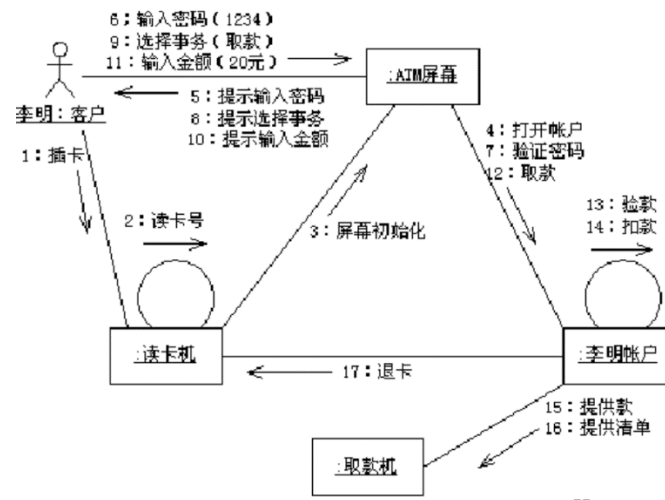 6：输入密码（1234）
9：选择事务（取款）
11：输入金额（20元）
:ATM屏幕
5：提示输入密码
8：提示选择事务
10：提示输入金额
李明：客户
1：插卡
4：打开帐户
7：验证密码
12：取款
2：读卡号
3：屏幕初始化
13：验款
14：扣款
:读卡机
17：退卡
:李明帐户
15：提供款
16：提供清单
:取款机